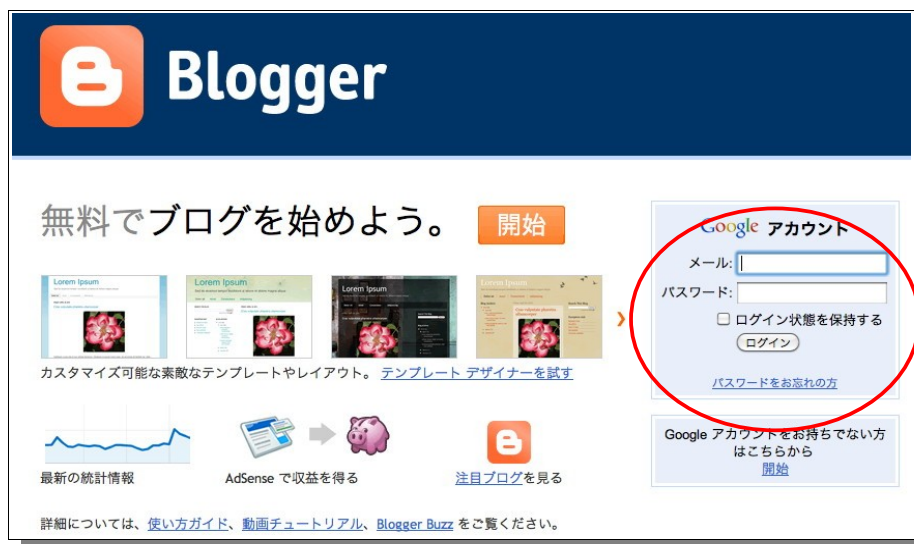 Blogger
無料でブログを始めよう。 開始
Lorem Ipsum
Lorem Ipsum
Lorem Ipsum
Lorem Ipsum
カスタマイズ可能な素敵なテンプレートやレイアウト。 テンプレート デザイナーを試す
最新の統計情報
AdSense で収益を得る
注目ブログを見る
詳細については、使い方ガイド、動画チュートリアル、Blogger Buzz をご覧ください。
Google アカウント
メール:
パスワード:
ログイン状態を保持する
ログイン
パスワードをお忘れの方
Google アカウントをお持ちでない方
はこちらから
開始